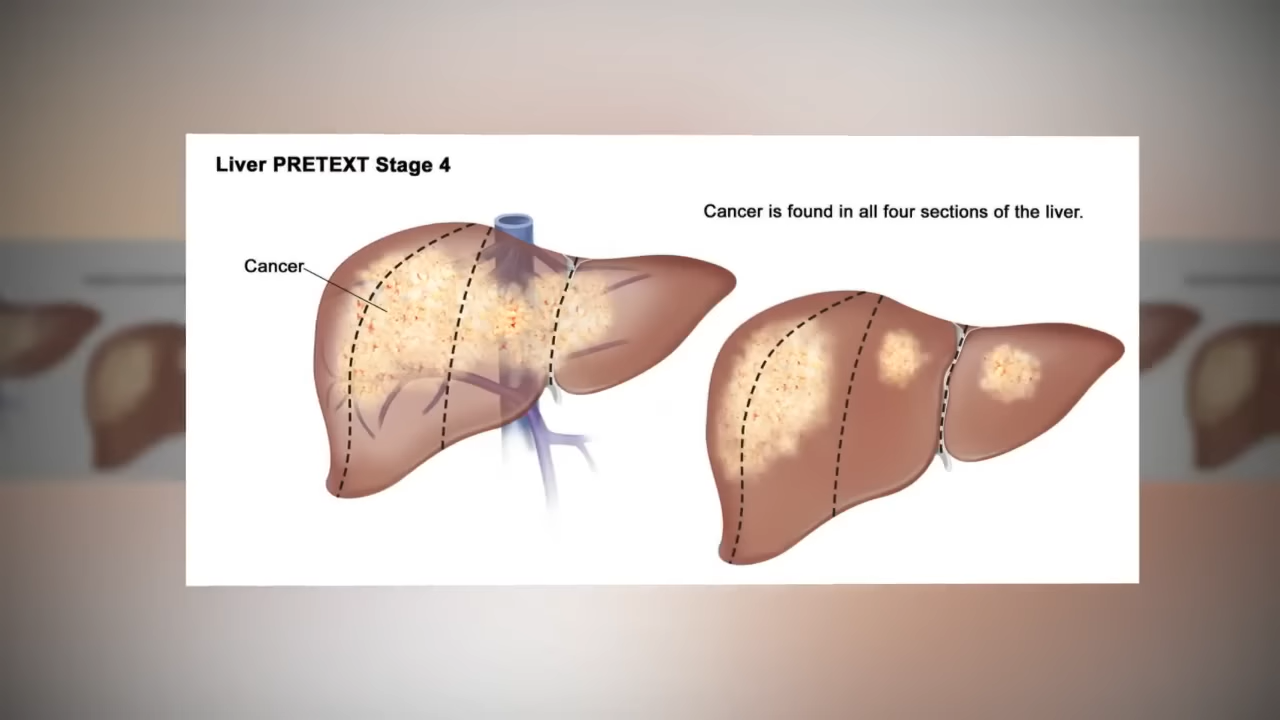 Liver PRETEXT Stage 4
Cancer is found in all four sections of the liver.
Cancer